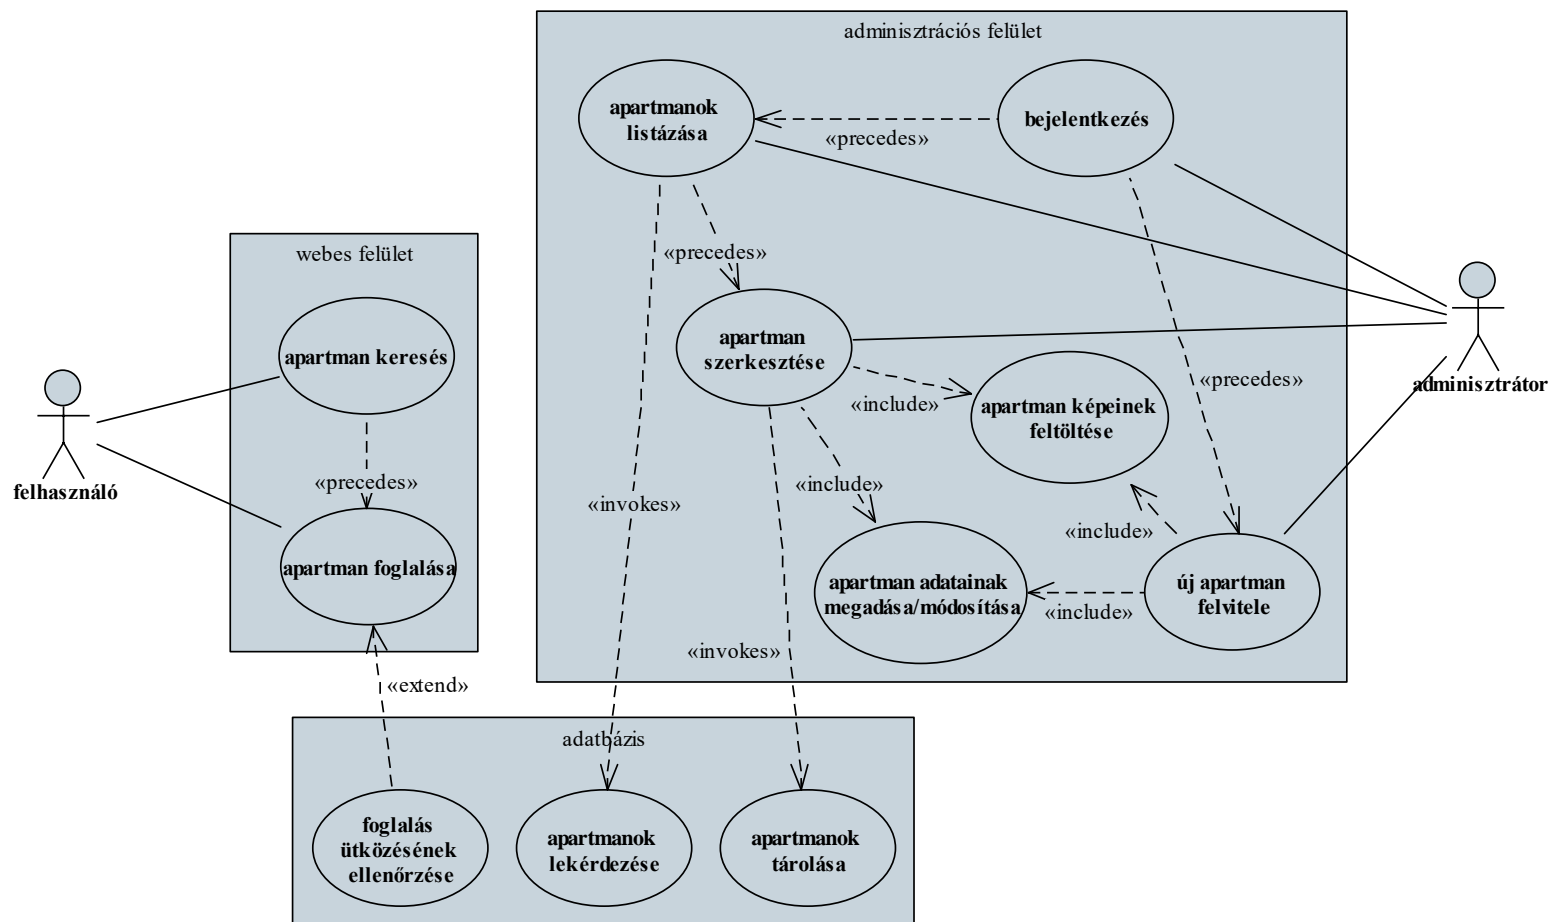 adminisztrációs felület
apartmanok
listázása
bejelentkezés
«precedes»
webes felület
«precedes»
apartman
szerkesztése
apartman keresés
«precedes»
adminisztrátor
«include»
apartman képeinek
feltöltése
«precedes»
felhasználó
«include»
«invokes»
«include»
apartman foglalása
apartman adatainak
megadása/módosítása
«include»
új apartman
felvitele
«invokes»
«extend»
adatbázis
foglalás
ütközésének
ellenőrzése
apartmanok
lekérdezése
apartmanok
tárolása